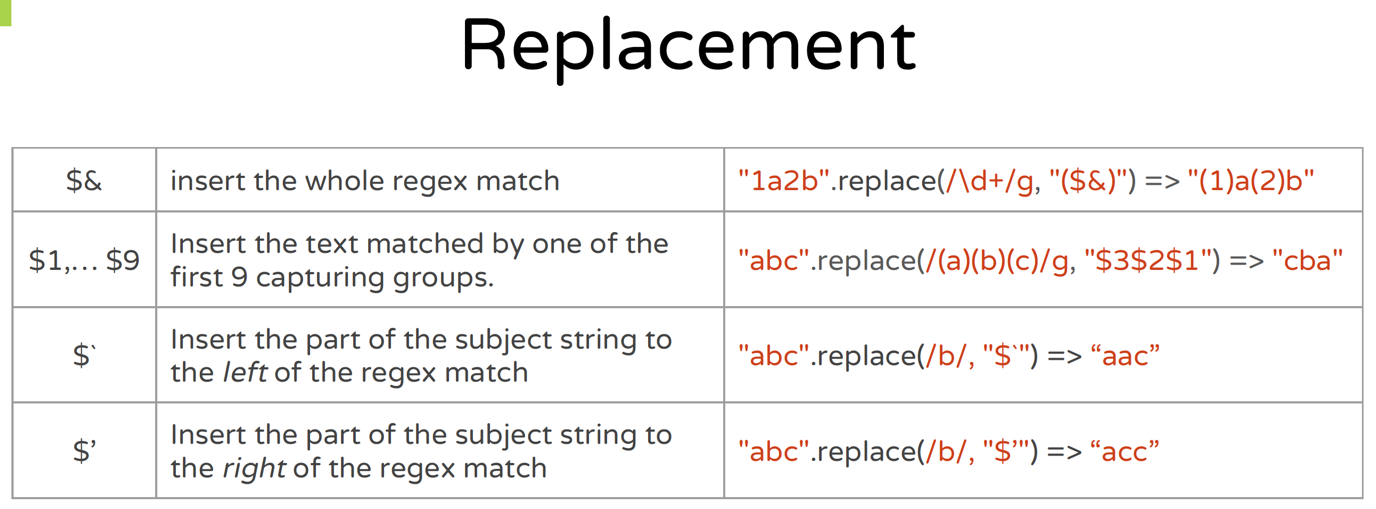 Replacement
$& insert the whole regex match "1a2b".replace(/\d+/g, "($&)") => "(1)a(2)b"
$1,... $9 Insert the text matched by one of the
first 9 capturing groups. "abc".replace(/(a)(b)(c)/g, "$3$2$1") => "cba"
$` Insert the part of the subject string to
the left of the regex match "abc".replace(/b/, "$`") => “aac”
$’ Insert the part of the subject string to
the right of the regex match "abc".replace(/b/, "$’") => “acc”